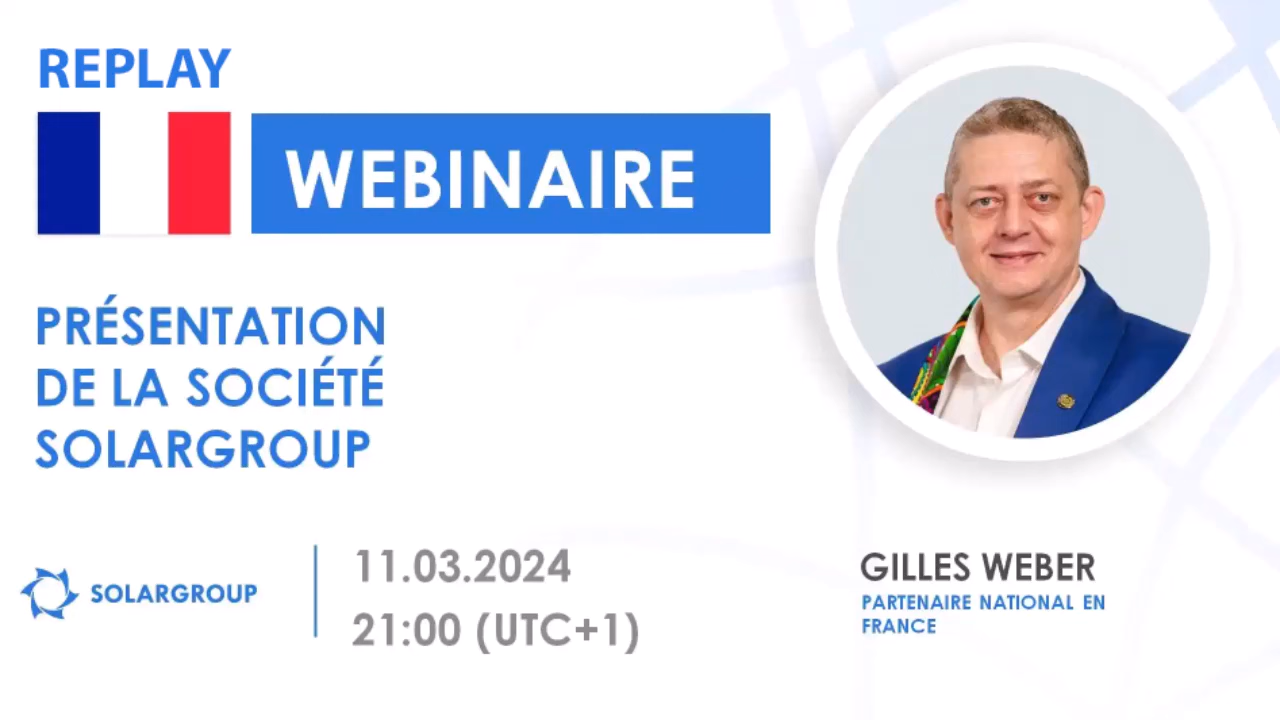 REPLAY
WEBINAIRE
PRÉSENTATION
DE LA SOCIÉTÉ
SOLARGROUP
SOLARGROUP
11.03.2024
21:00 (UTC+1)
GILLES WEBER
PARTENAIRE NATIONAL EN
FRANCE